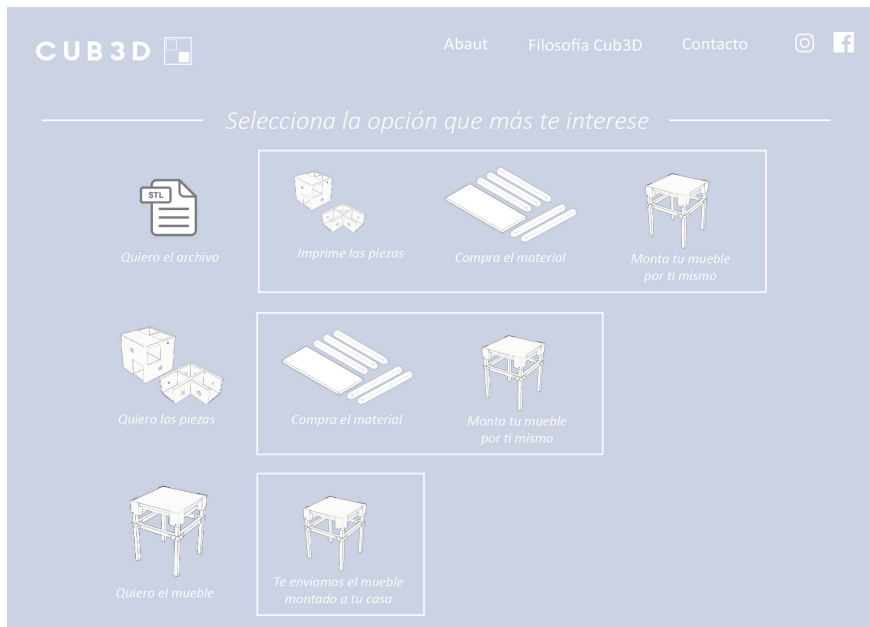 CUB3D
Abaut
Filosofía Cub3D
Contacto
Selecciona la opción que más te interese
STL
Quiero el archivo
Imprime las piezas
Compra el material
Monta tu mueble
por ti mismo
Quiero las piezas
Compra el material
Monta tu mueble
por ti mismo
Quiero el mueble
Te enviamos el mueble
montado a tu casa